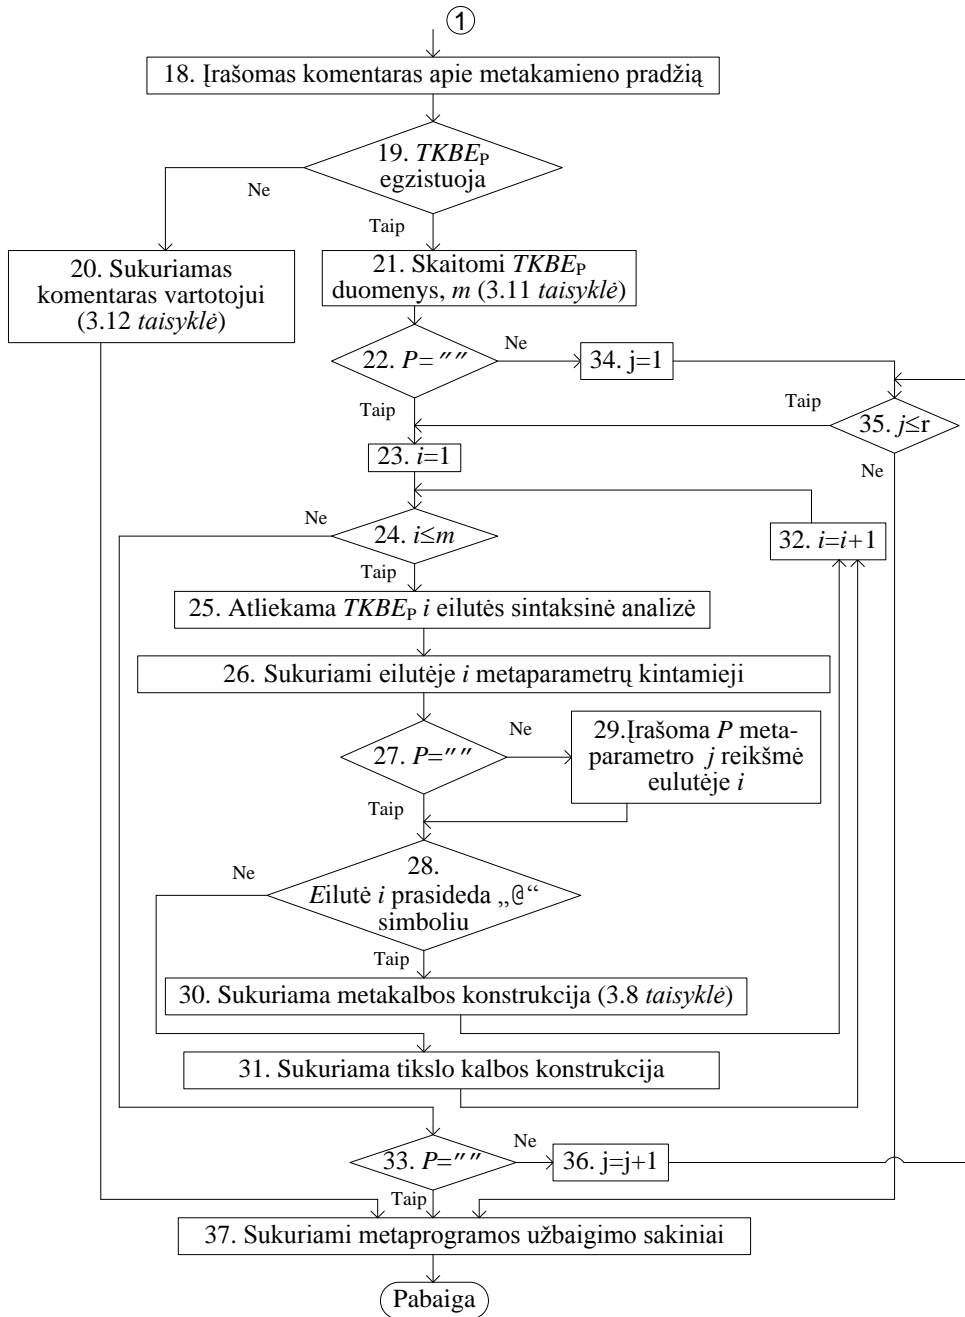 1
18. Įrašomas komentaras apie metakamieno pradžią
19. TKBEP
egzistuoja
Ne
Taip
20. Sukuriamas
komentaras vartotojui
(3.12 taisyklė)
21. Skaitomi TKBEP
duomenys, m (3.11 taisyklė)
22. P= ""
Ne
34. j=1
Taip
Taip
35. j≤r
Ne
23. i=1
Ne
24. i≤m
32. i=i+1
Taip
25. Atliekama TKBEP i eilutės sintaksinė analizė
26. Sukuriami eilutėje i metaparametrų kintamieji
27. P=""
Ne
29.Įrašoma P meta-
parametro j reikšmė
eulutėje i
Taip
28.
Eilutė i prasideda „@“
simboliu
Ne
Taip
30. Sukuriama metakalbos konstrukcija (3.8 taisyklė)
31. Sukuriama tikslo kalbos konstrukcija
33. P=""
Ne
36. j=j+1
Taip
37. Sukuriami metaprogramos užbaigimo sakiniai
Pabaiga